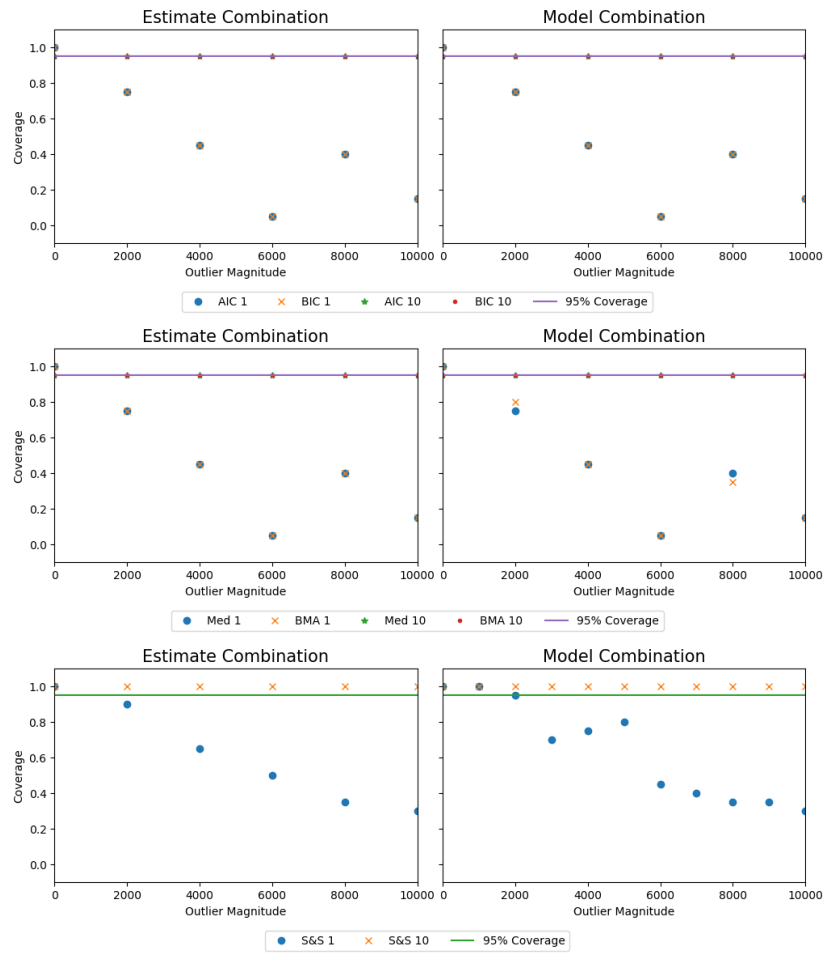 Estimate Combination
Model Combination
1.0
0.8
0.6
0.4
0.2
0.0
Coverage
0 2000 4000 6000 8000 10000
0 2000 4000 6000 8000 10000
Outlier Magnitude
Outlier Magnitude
AIC 1 BIC 1 AIC 10 BIC 10 95% Coverage
Estimate Combination
Model Combination
1.0
0.8
0.6
0.4
0.2
0.0
Coverage
0 2000 4000 6000 8000 10000
0 2000 4000 6000 8000 10000
Outlier Magnitude
Outlier Magnitude
Med 1 BMA 1 Med 10 BMA 10 95% Coverage
Estimate Combination
Model Combination
1.0
0.8
0.6
0.4
0.2
0.0
Coverage
0 2000 4000 6000 8000 10000
0 2000 4000 6000 8000 10000
Outlier Magnitude
Outlier Magnitude
S&S 1 S&S 10 95% Coverage